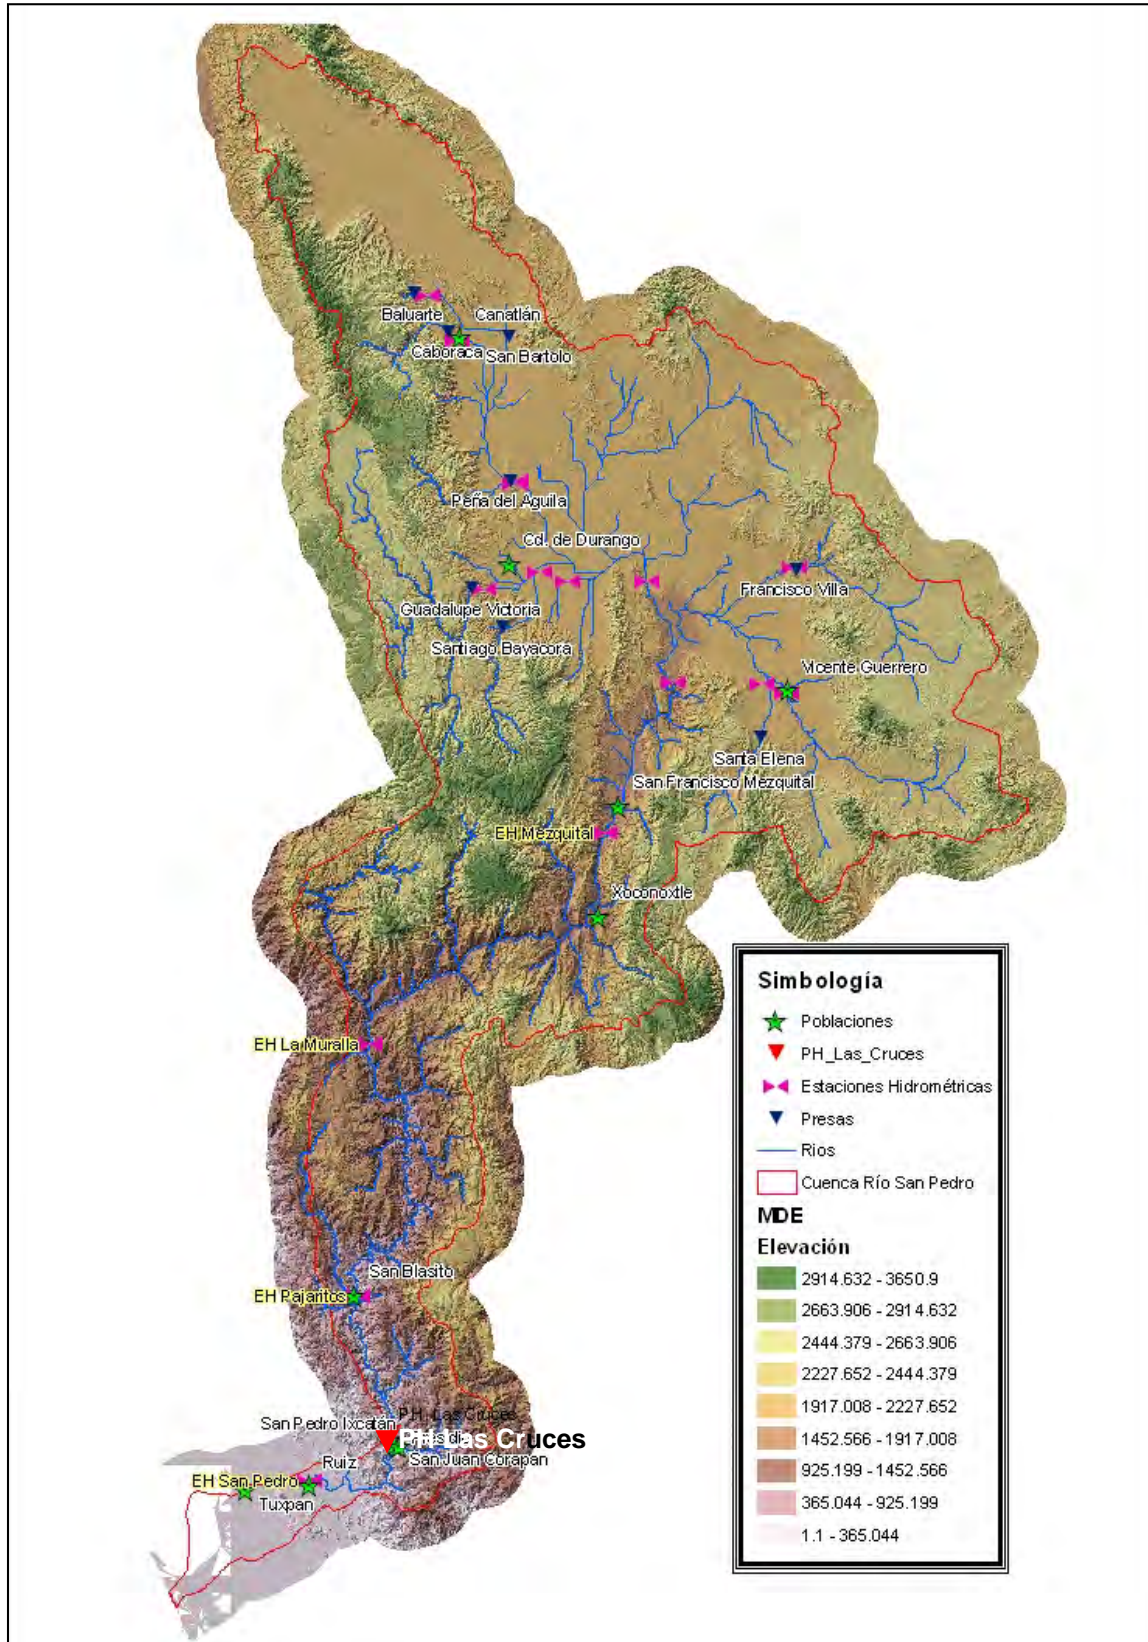 Baluarte
Canatlán
Caboraca
San Bartolo
Peña del Aguila
Cd. de Durango
Francisco Villa
Guadalupe Victoria
Santiago Bayacora
Vicente Guerrero
Santa Elena
San Francisco Mezquital
EH Mezquital
Xoconoxtle
EH La Muralla
San Blasito
EH Pajaritos
San Pedro Ixcatán
PH_Las_Cruces
PH Las Cruces
San Juan Corapan
Ruiz
EH San Pedro
Tuxpan
Simbología
Poblaciones
PH_Las_Cruces
Estaciones Hidrométricas
Presas
Rios
Cuenca Río San Pedro
MDE
Elevación
2914.632 - 3650.9
2663.906 - 2914.632
2444.379 - 2663.906
2227.652 - 2444.379
1917.008 - 2227.652
1452.566 - 1917.008
925.199 - 1452.566
365.044 - 925.199
1.1 - 365.044